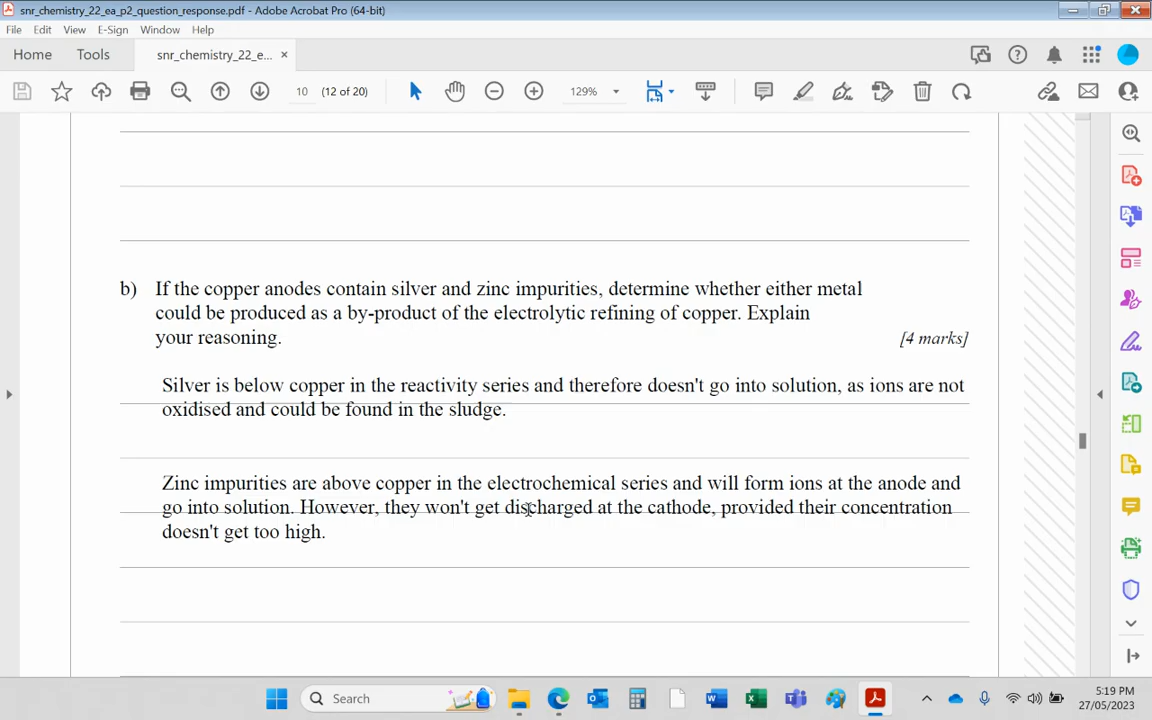 snr_chemistry_22_ea_p2_question_response.pdf - Adobe Acrobat Pro (64-bit)
File Edit View E-Sign Window Help
Home Tools snr_chemistry_22_e... ×
10 (12 of 20) 129%
b) If the copper anodes contain silver and zinc impurities, determine whether either metal
could be produced as a by-product of the electrolytic refining of copper. Explain
your reasoning. [4 marks]
Silver is below copper in the reactivity series and therefore doesn't go into solution, as ions are not
oxidised and could be found in the sludge.
Zinc impurities are above copper in the electrochemical series and will form ions at the anode and
go into solution. However, they won't get discharged at the cathode, provided their concentration
doesn't get too high.
Search
5:19 PM
27/05/2023